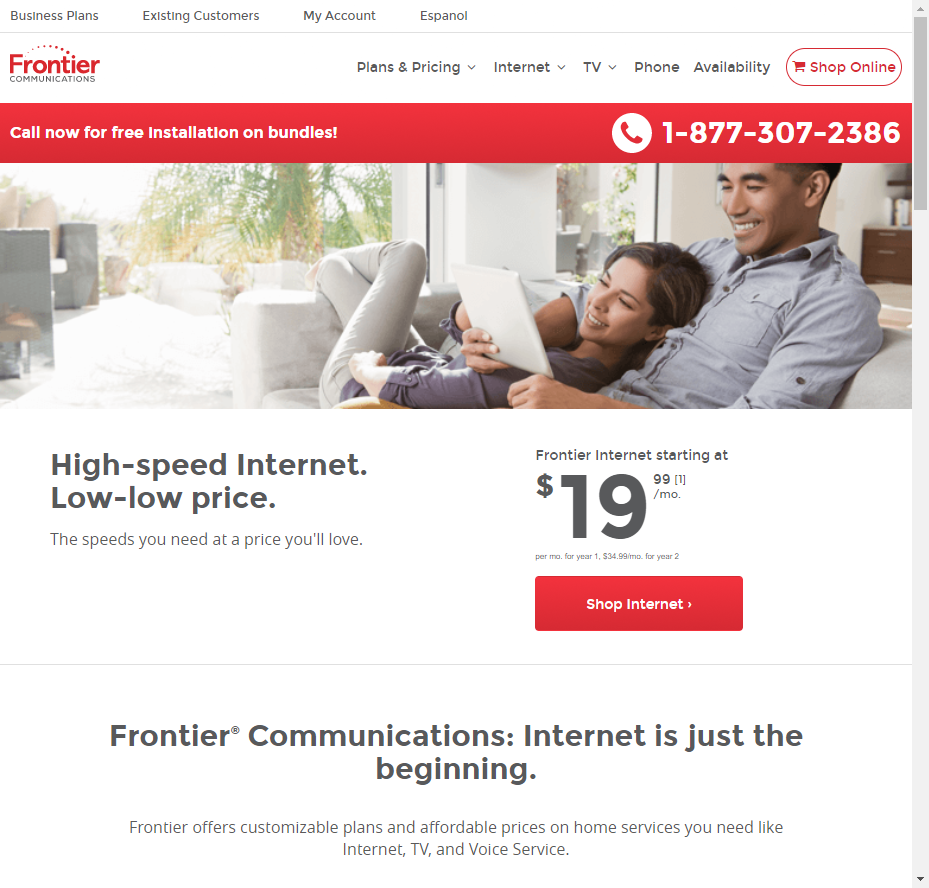 Business Plans Existing Customers My Account Espanol
Frontier
COMMUNICATIONS
Plans & Pricing Internet TV Phone Availability Shop Online
Call now for free installation on bundles! 1-877-307-2386
High-speed Internet.
Low-low price.
The speeds you need at a price you'll love.
Frontier Internet starting at
$19 99 [1]
/mo.
per mo. for year 1, $34.99/mo. for year 2
Shop Internet ›
Frontier® Communications: Internet is just the
beginning.
Frontier offers customizable plans and affordable prices on home services you need like
Internet, TV, and Voice Service.